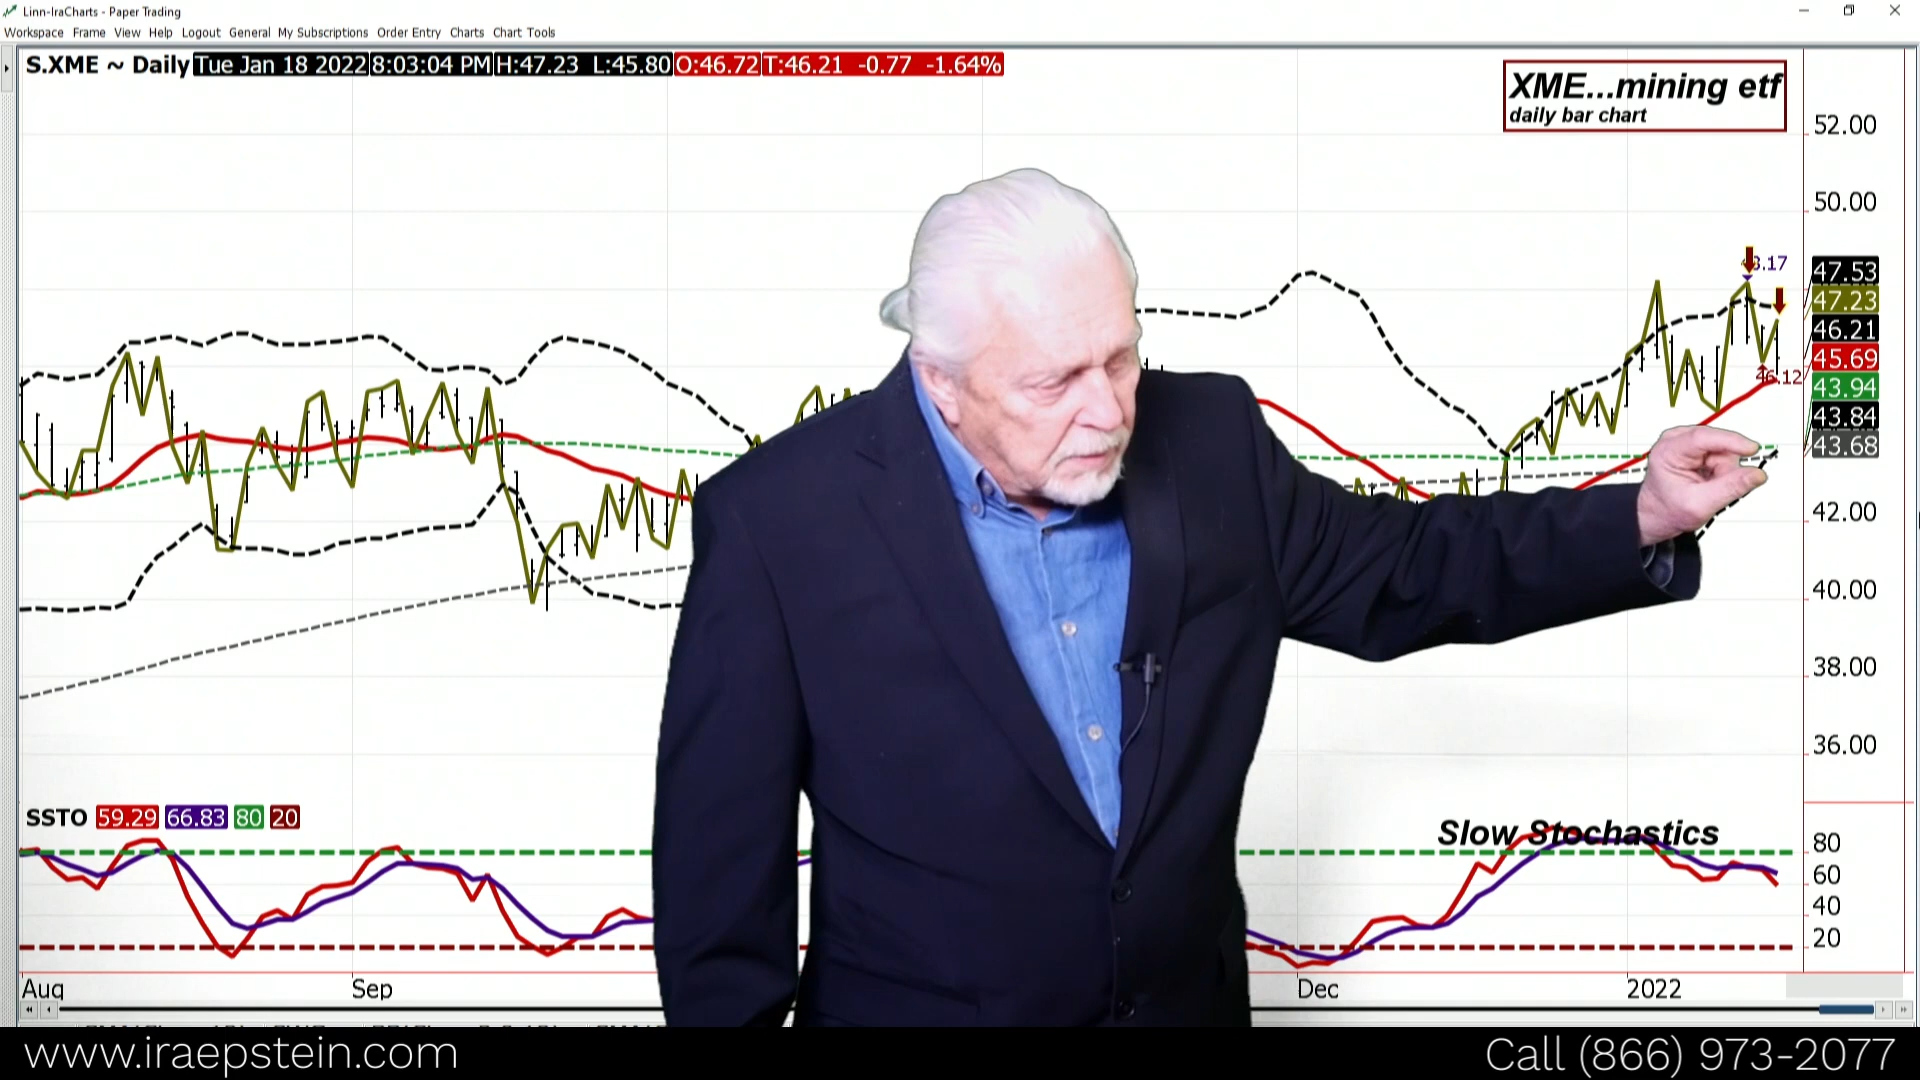 Linn-IraCharts - Paper Trading
Workspace Frame View Help Logout General My Subscriptions Order Entry Charts Chart Tools
S.XME ~ Daily Tue Jan 18 2022 8:03:04 PM H:47.23 L:45.80 O:46.72 T:46.21 -0.77 -1.64%
XME...mining etf
daily bar chart
52.00
50.00
47.53
47.23
46.21
45.69
46.12
43.94
43.84
43.68
42.00
40.00
38.00
36.00
SSTO 59.29 66.83 80 20
Slow Stochastics
80
60
40
20
Aug Sep Dec 2022
www.iraepstein.com Call (866) 973-2077